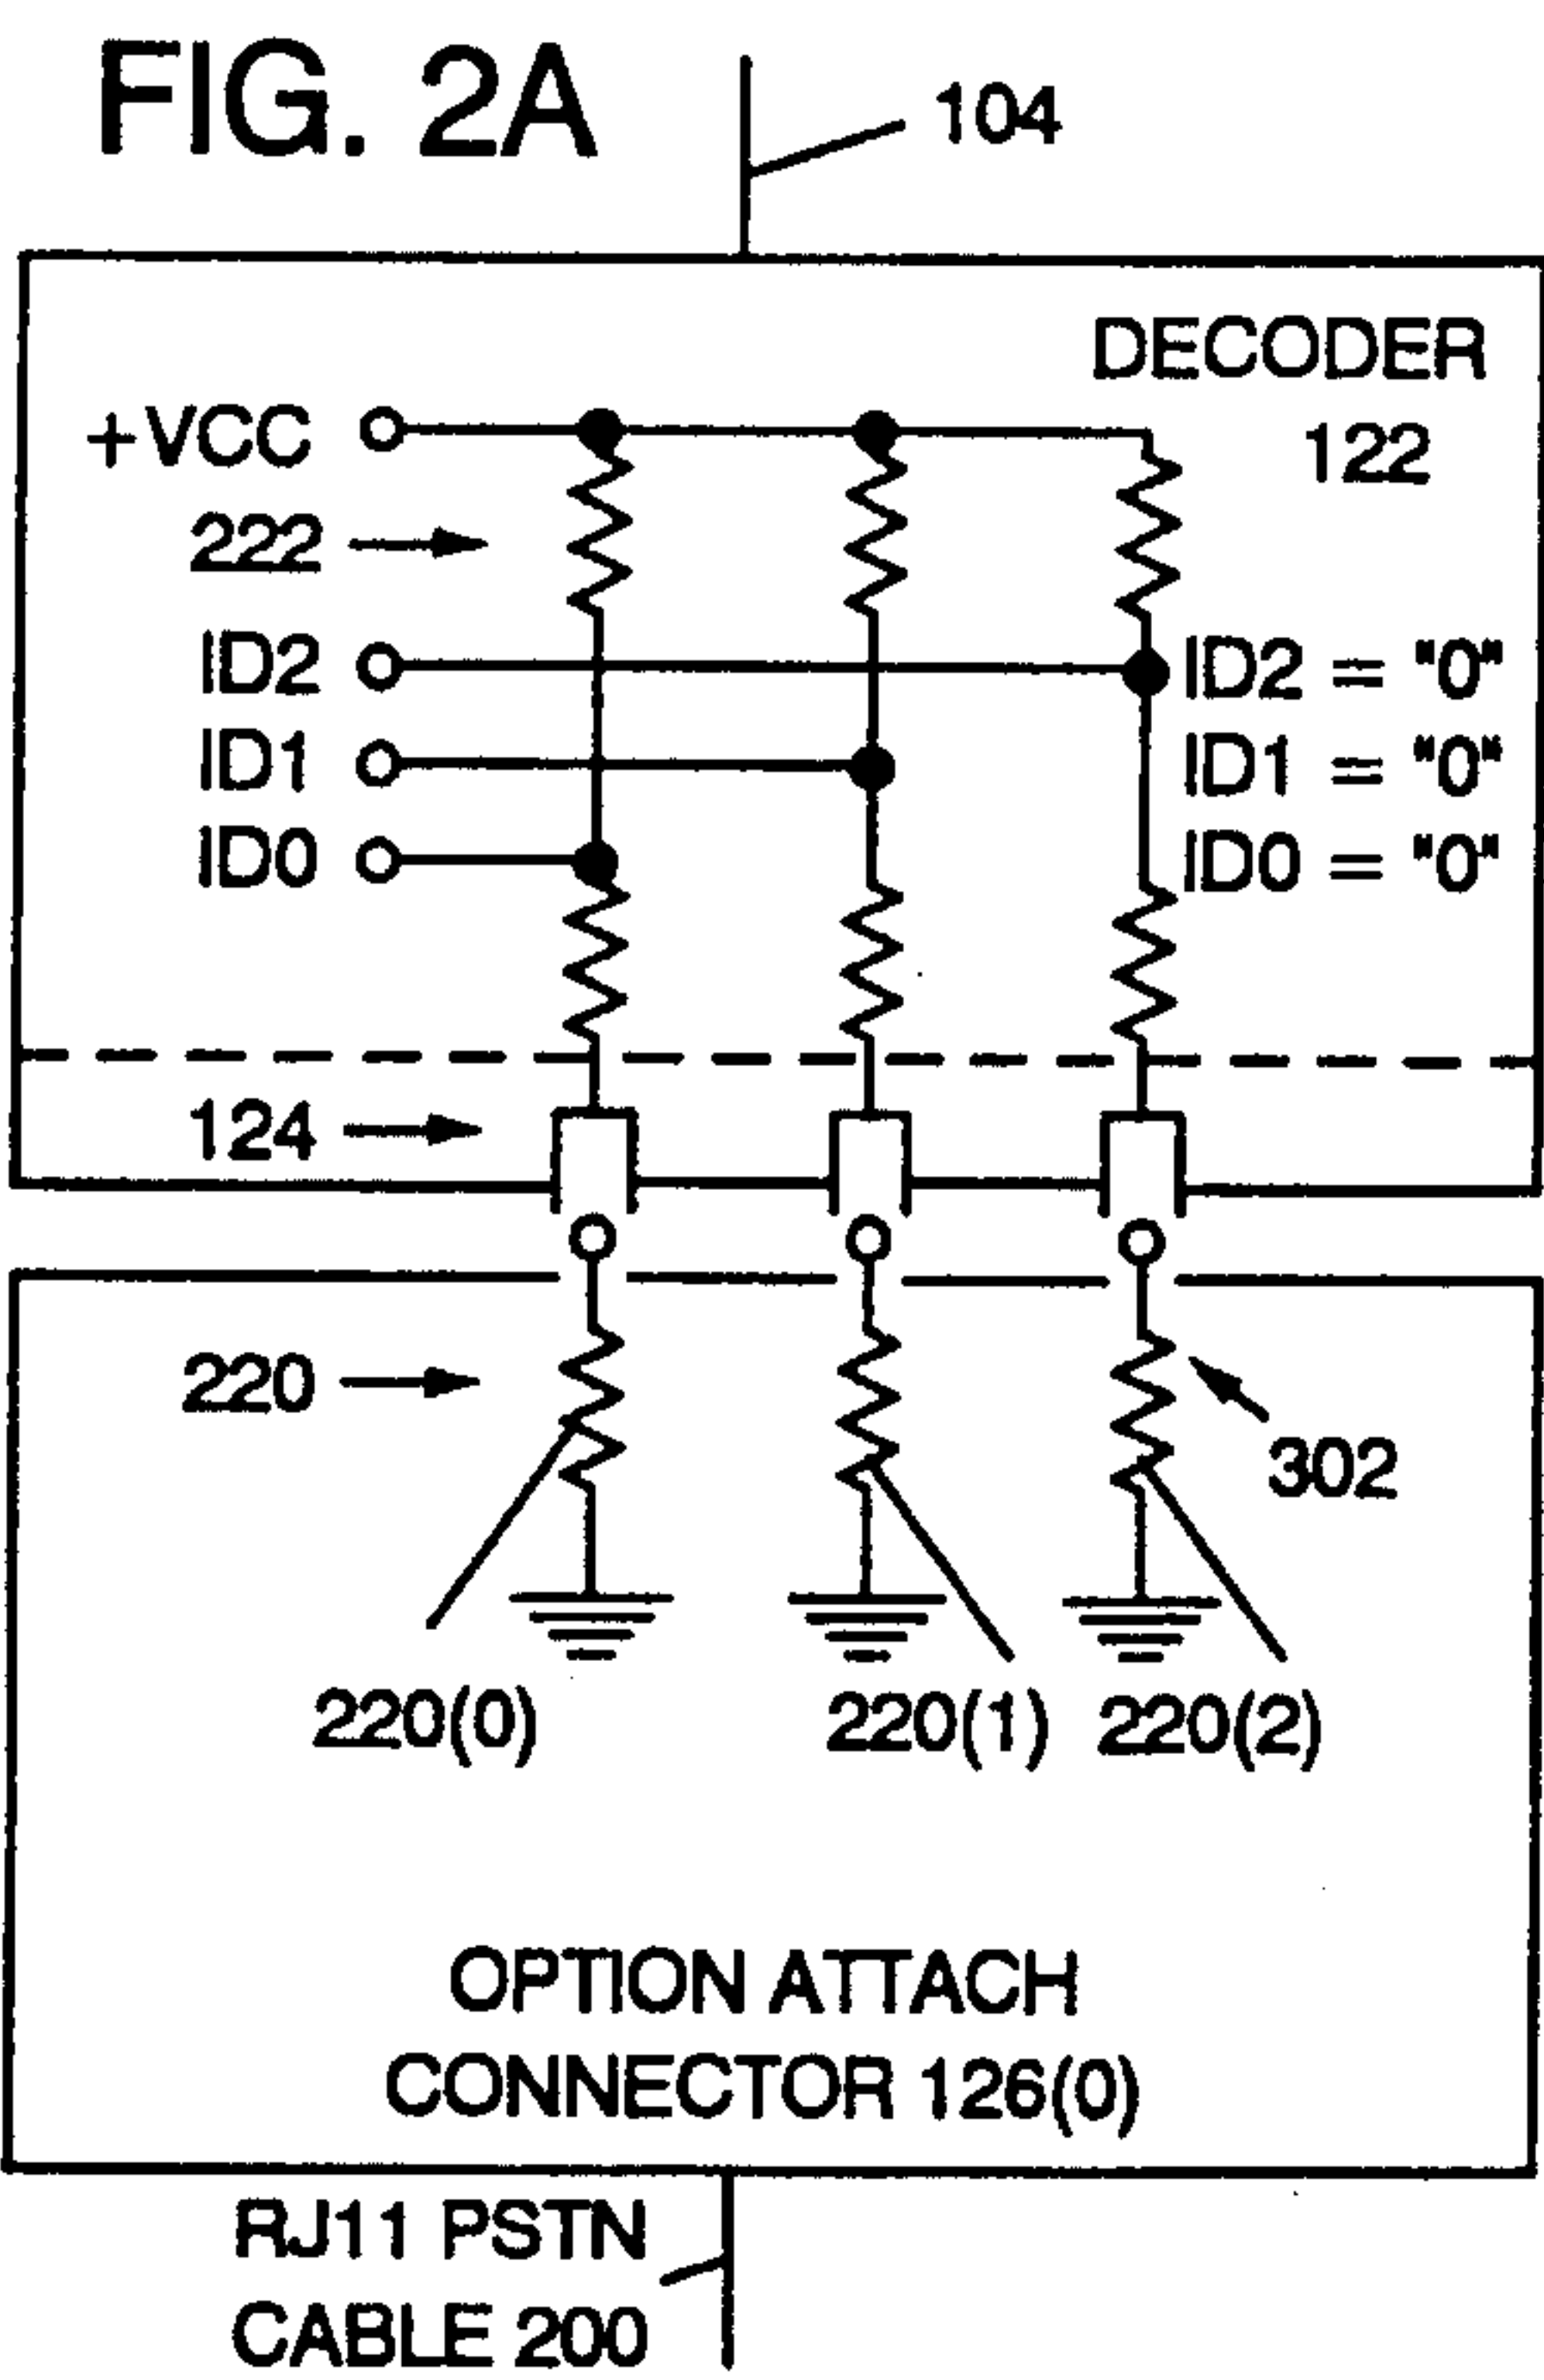 FIG. 2A
104
DECODER
122
+VCC
222
ID2
ID1
ID0
ID2 = "0"
ID1 = "0"
ID0 = "0"
124
220
302
220(0)
220(1)
220(2)
OPTION ATTACH
CONNECTOR 126(0)
RJ11 PSTN
CABLE 200